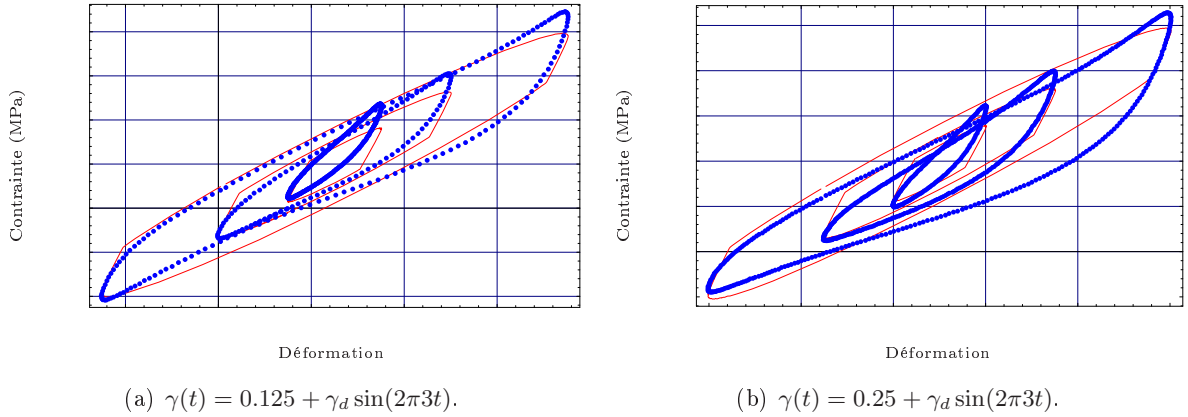 Contrainte (MPa)
Déformation
(a) γ(t) = 0.125 + γ_d sin(2π3t).
Contrainte (MPa)
Déformation
(b) γ(t) = 0.25 + γ_d sin(2π3t).